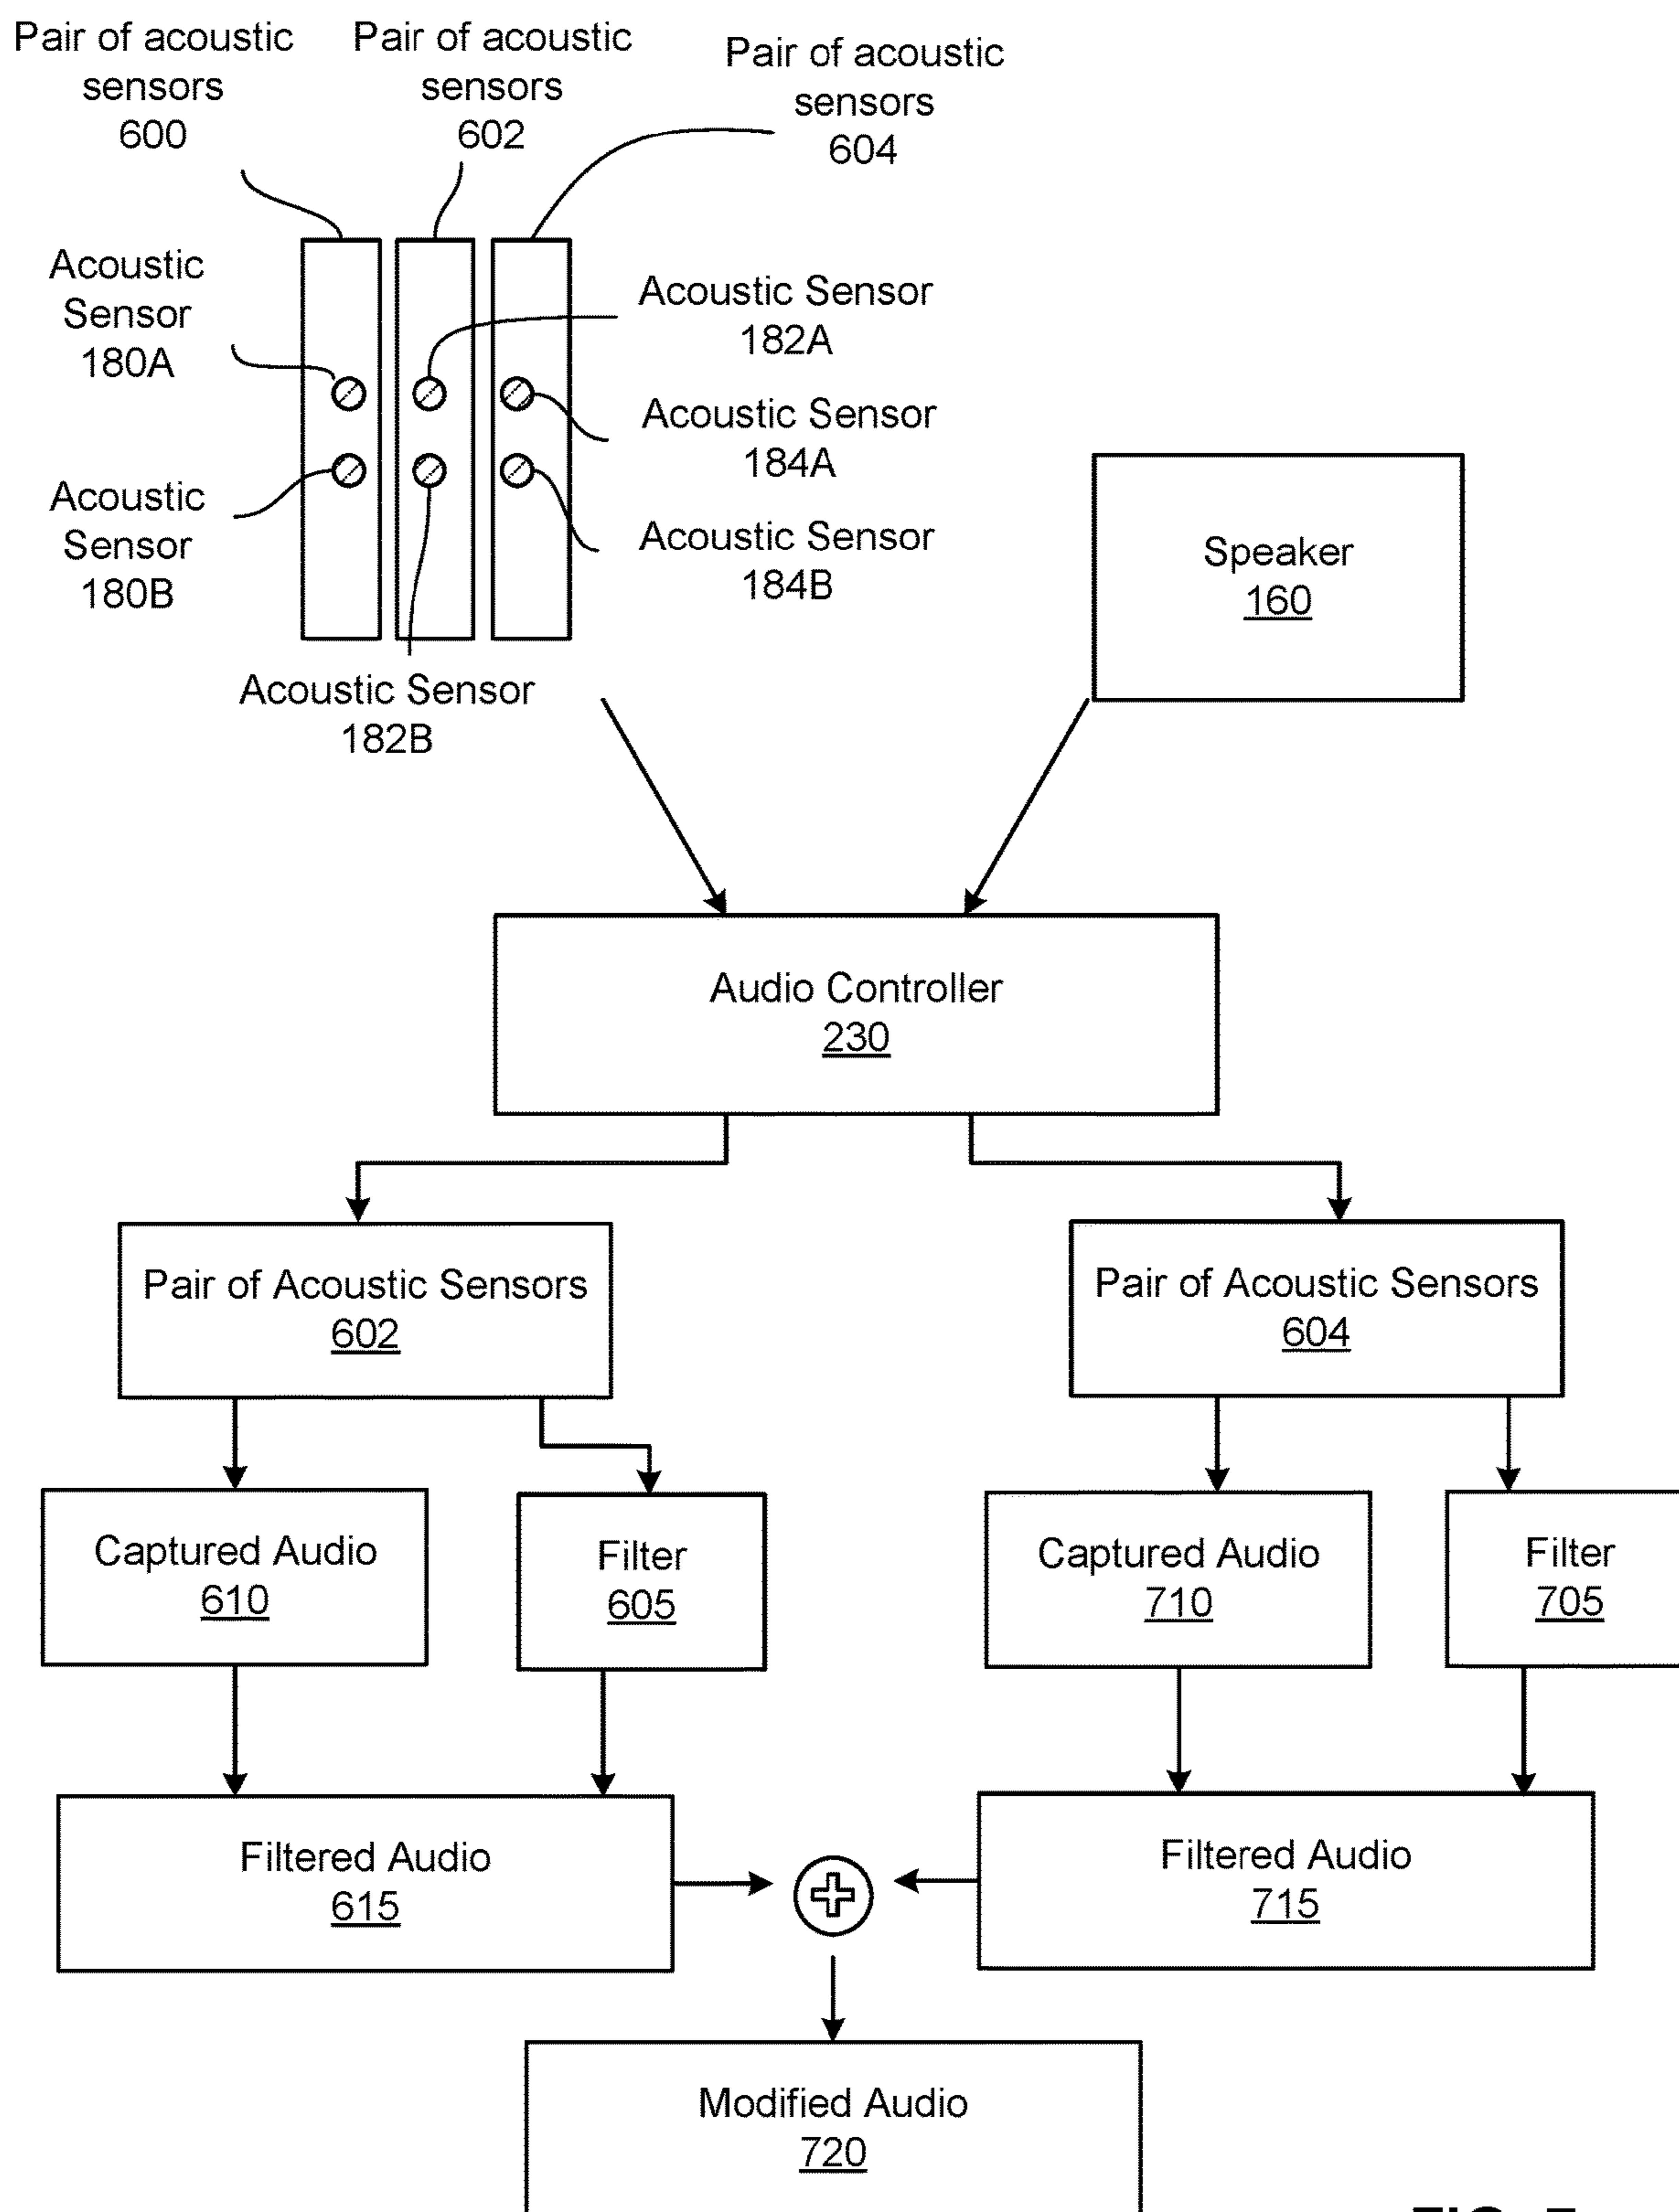 Pair of acoustic
sensors
600
Pair of acoustic
sensors
602
Pair of acoustic
sensors
604
Acoustic
Sensor
180A
Acoustic Sensor
182A
Acoustic Sensor
184A
Acoustic
Sensor
180B
Acoustic Sensor
184B
Acoustic Sensor
182B
Speaker
160
Audio Controller
230
Pair of Acoustic Sensors
602
Pair of Acoustic Sensors
604
Captured Audio
610
Filter
605
Captured Audio
710
Filter
705
Filtered Audio
615
Filtered Audio
715
Modified Audio
720